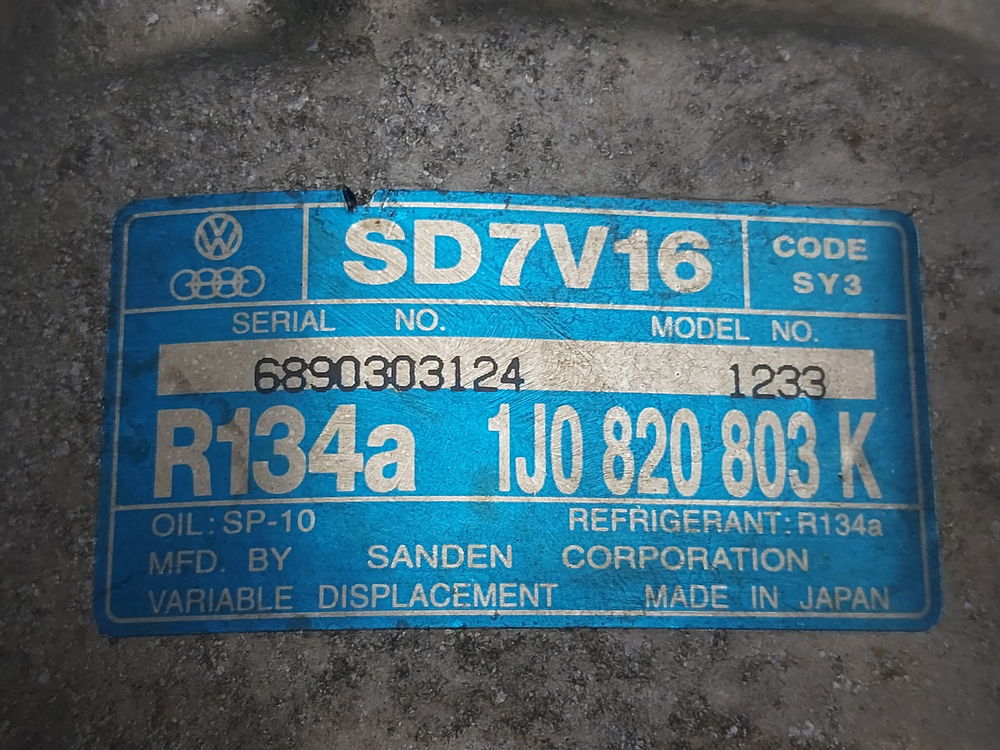 SD7V16
CODE
SY3
SERIAL NO. MODEL NO.
6890303124 1233
R134a 1J0 820 803 K
OIL: SP-10 REFRIGERANT: R134a
MFD. BY SANDEN CORPORATION
VARIABLE DISPLACEMENT MADE IN JAPAN